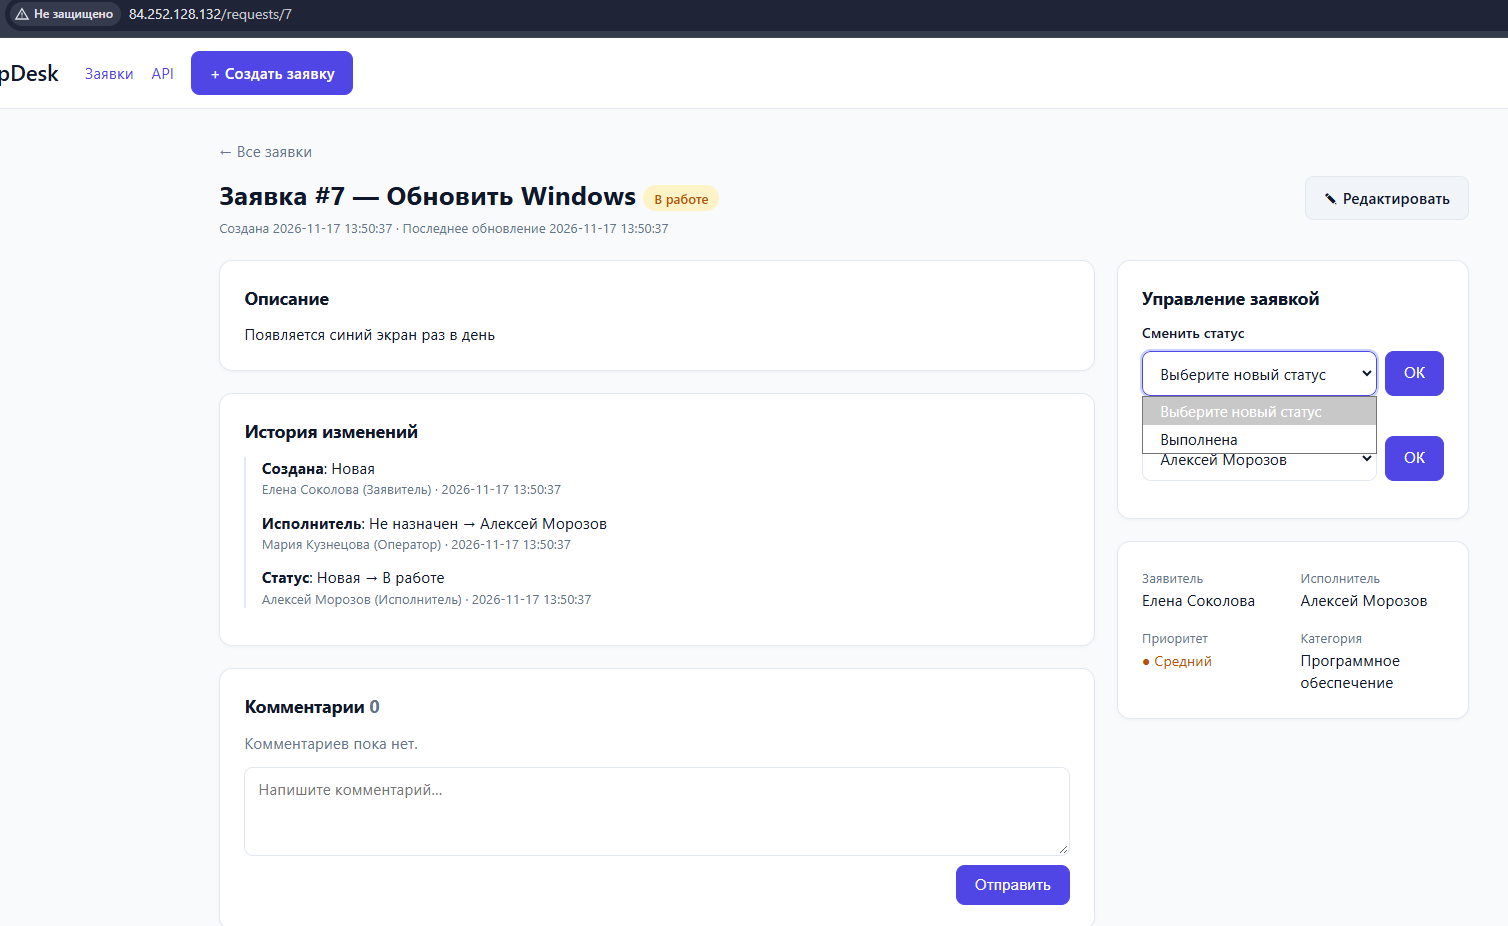 Не защищено 84.252.128.132/requests/7
pDesk Заявки API + Создать заявку
← Все заявки
Заявка #7 — Обновить Windows В работе
Редактировать
Создана 2026-11-17 13:50:37 · Последнее обновление 2026-11-17 13:50:37
Описание
Появляется синий экран раз в день
История изменений
Создана: Новая
Елена Соколова (Заявитель) · 2026-11-17 13:50:37
Исполнитель: Не назначен → Алексей Морозов
Мария Кузнецова (Оператор) · 2026-11-17 13:50:37
Статус: Новая → В работе
Алексей Морозов (Исполнитель) · 2026-11-17 13:50:37
Комментарии 0
Комментариев пока нет.
Напишите комментарий...
Отправить
Управление заявкой
Сменить статус
Выберите новый статус ОК
Выберите новый статус
Выполнена
Алексей Морозов ОК
Заявитель Исполнитель
Елена Соколова Алексей Морозов
Приоритет Категория
● Средний Программное
обеспечение